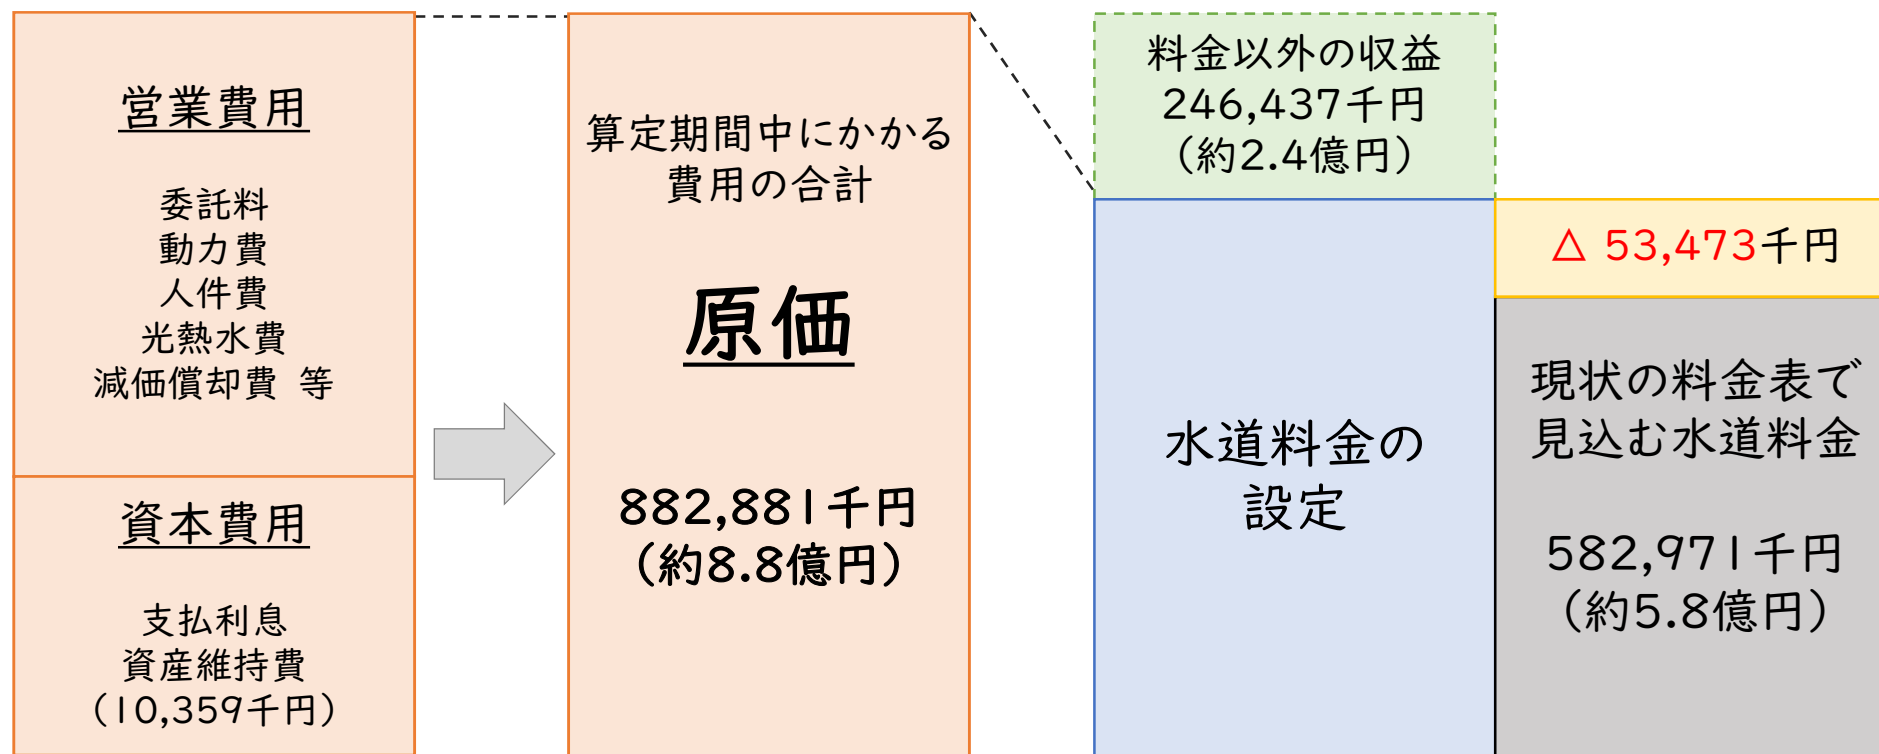 営業費用
委託料
動力費
人件費
光熱水費
減価償却費 等
資本費用
支払利息
資産維持費
(10,359千円)
算定期間中にかかる
費用の合計
原価
882,881千円
(約8.8億円)
料金以外の収益
246,437千円
(約2.4億円)
水道料金の
設定
△ 53,473千円
現状の料金表で
見込む水道料金
582,971千円
(約5.8億円)